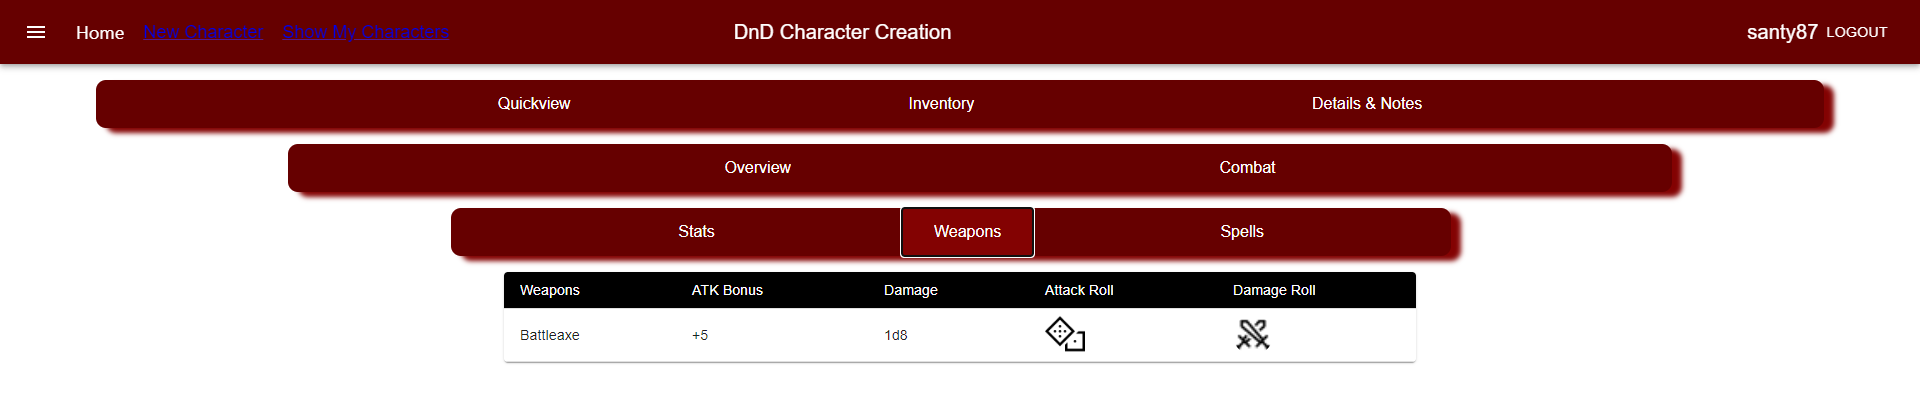 Home New Character Show My Characters DnD Character Creation santy87 LOGOUT
Quickview Inventory Details & Notes
Overview Combat
Stats Weapons Spells
Weapons ATK Bonus Damage Attack Roll Damage Roll
Battleaxe +5 1d8